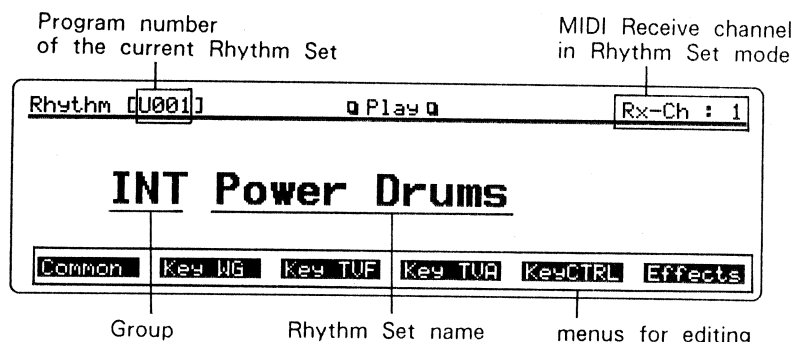 Program number
of the current Rhythm Set
MIDI Receive channel
in Rhythm Set mode
Rhythm [U001] Play Rx-Ch : 1
INT Power Drums
Common Key WG Key TVF Key TVA KeyCTRL Effects
Group Rhythm Set name menus for editing